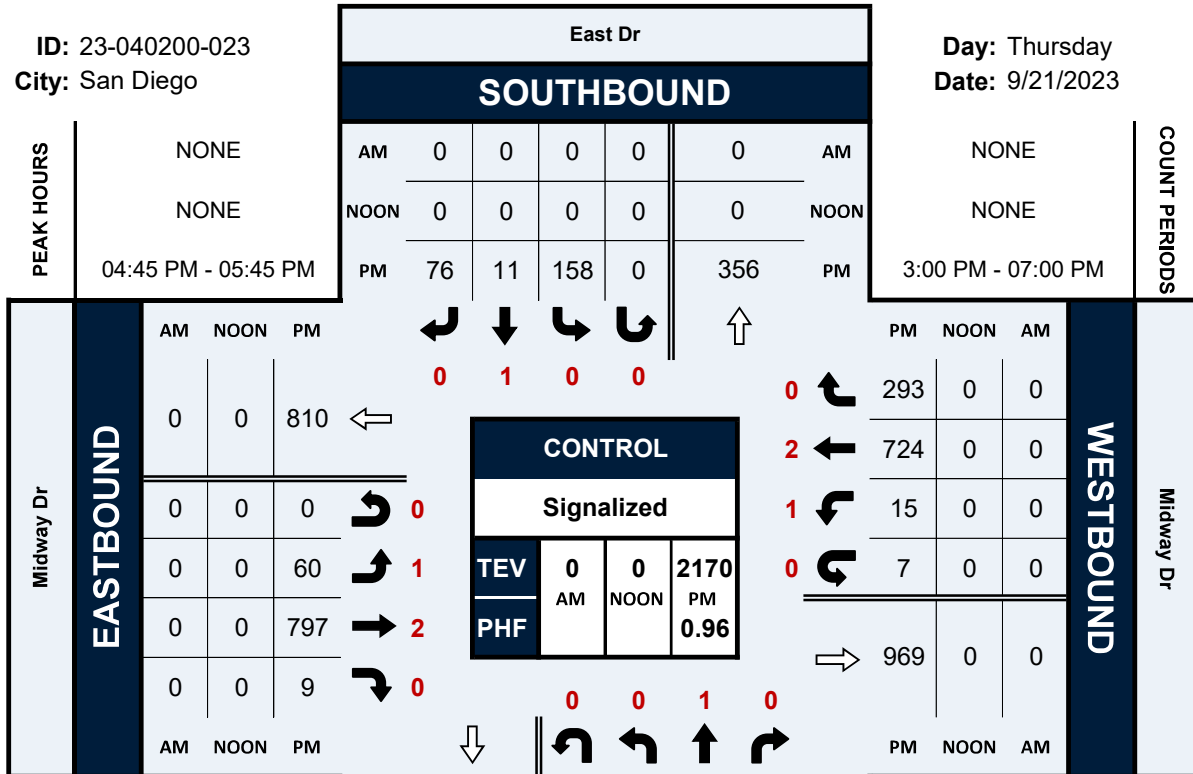 ID: 23-040200-023
City: San Diego
East Dr
SOUTHBOUND
Day: Thursday
Date: 9/21/2023
PEAK HOURS
NONE
NONE
04:45 PM - 05:45 PM
AM 0 0 0 0 0 AM
NOON 0 0 0 0 0 NOON
PM 76 11 158 0 356 PM
NONE
NONE
3:00 PM - 07:00 PM
COUNT PERIODS
0 1 0 0
Midway Dr
EASTBOUND
AM NOON PM
0 0 810
0 0 0 0
0 0 60 1
0 0 797 2
0 0 9 0
AM NOON PM
CONTROL
Signalized
TEV 0 0 2170
AM NOON PM
PHF 0.96
PM NOON AM
0 293 0 0
2 724 0 0
1 15 0 0
0 7 0 0
969 0 0
PM NOON AM
WESTBOUND
Midway Dr
0 0 1 0